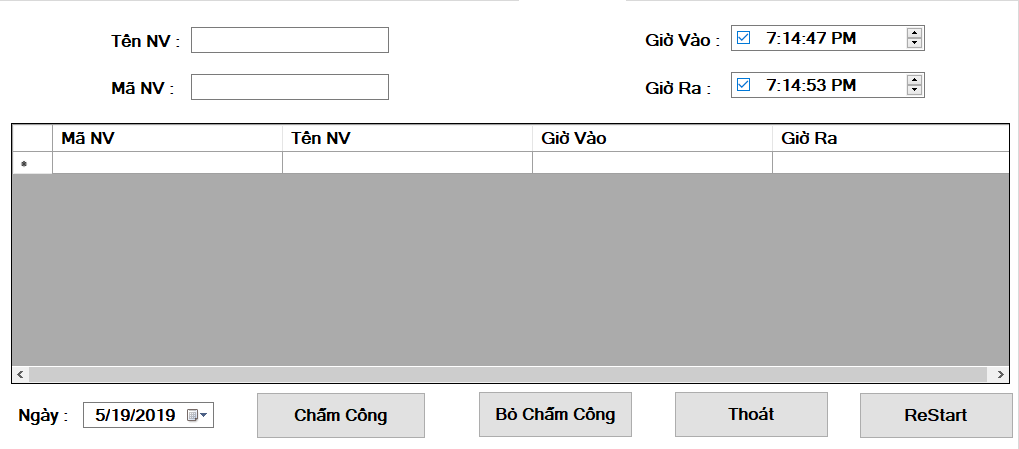 Tên NV :
Giờ Vào :
7:14:47 PM
Mã NV :
Giờ Ra :
7:14:53 PM
Mã NV Tên NV Giờ Vào Giờ Ra
*
Ngày :
5/19/2019
Chấm Công
Bỏ Chấm Công
Thoát
ReStart